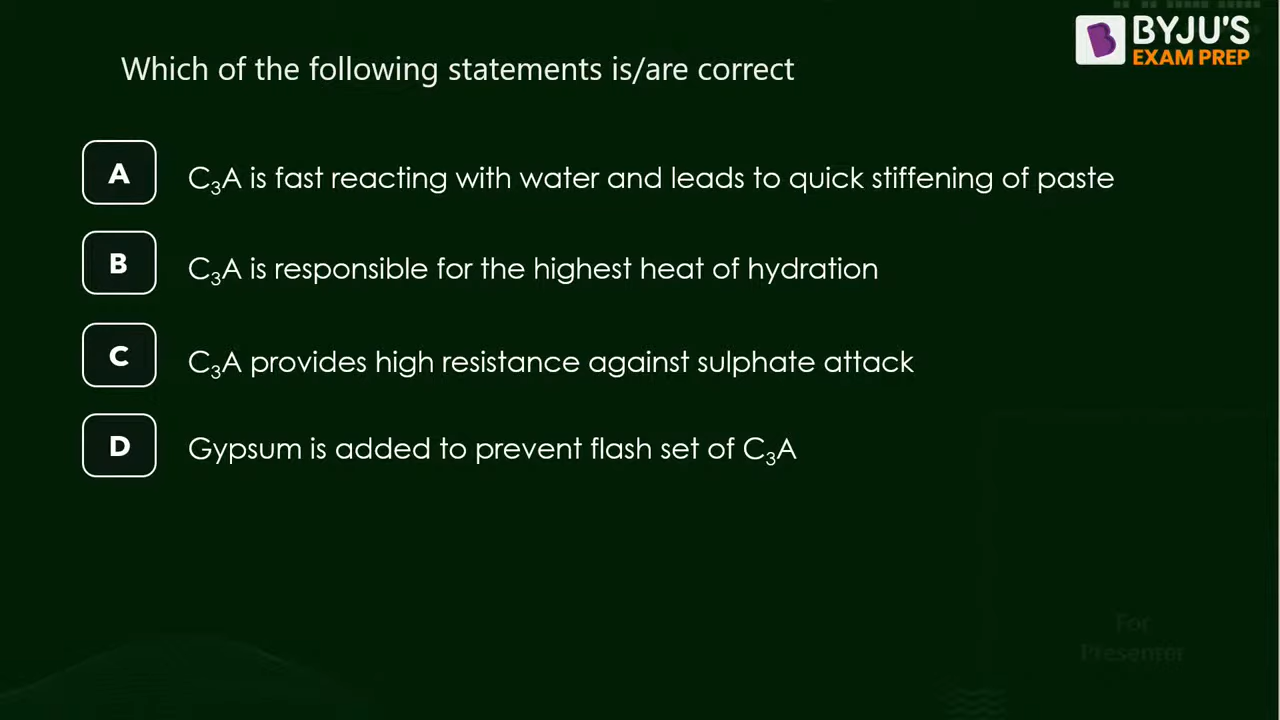 BYJU'S
EXAM PREP
Which of the following statements is/are correct
A C₃A is fast reacting with water and leads to quick stiffening of paste
B C₃A is responsible for the highest heat of hydration
C C₃A provides high resistance against sulphate attack
D Gypsum is added to prevent flash set of C₃A
For
Presenter